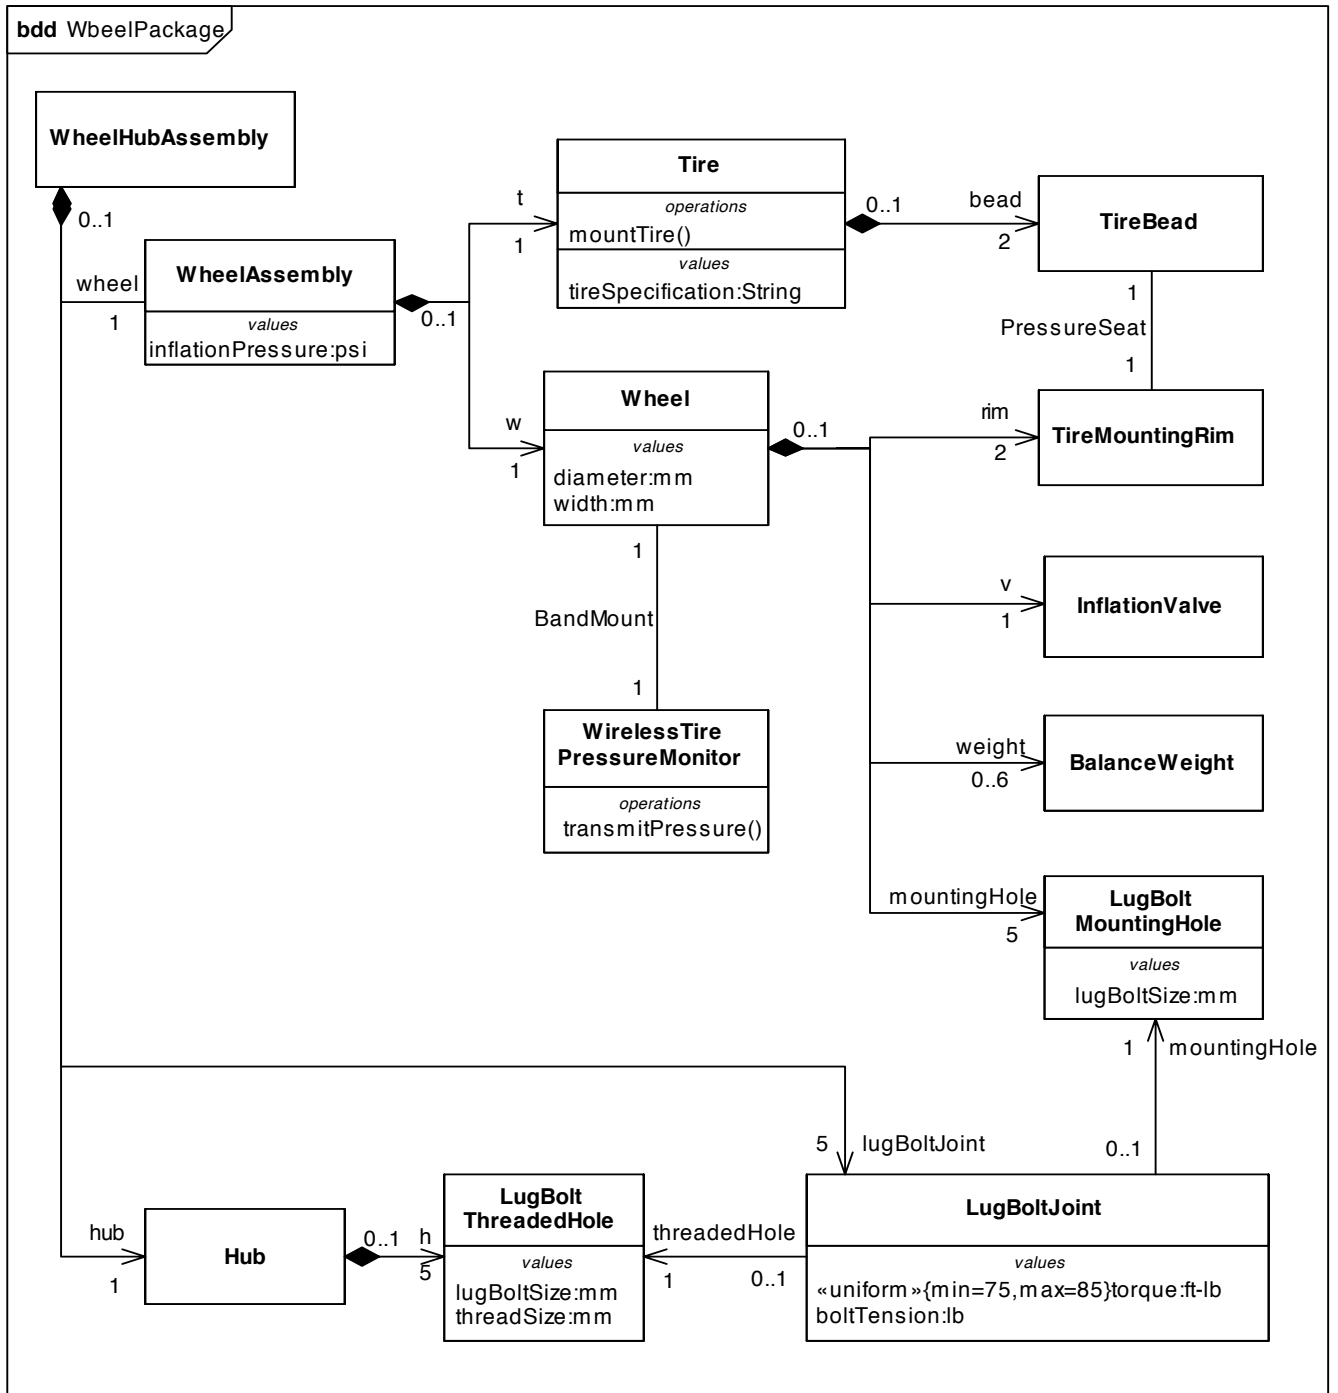 bdd WbeelPackage
WheelHubAssembly
0..1
wheel
1
WheelAssembly
values
inflationPressure:psi
0..1
t
1
Tire
operations
mountTire()
values
tireSpecification:String
0..1
bead
2
TireBead
1
PressureSeat
1
w
1
Wheel
values
diameter:mm
width:mm
0..1
rim
2
TireMountingRim
1
BandMount
1
v
1
InflationValve
WirelessTire
PressureMonitor
operations
transmitPressure()
weight
0..6
BalanceWeight
mountingHole
5
LugBolt
MountingHole
values
lugBoltSize:mm
1
mountingHole
0..1
5
lugBoltJoint
hub
1
Hub
0..1
h
5
LugBolt
ThreadedHole
values
lugBoltSize:mm
threadSize:mm
threadedHole
1
0..1
LugBoltJoint
values
«uniform»{min=75,max=85}torque:ft-lb
boltTension:lb